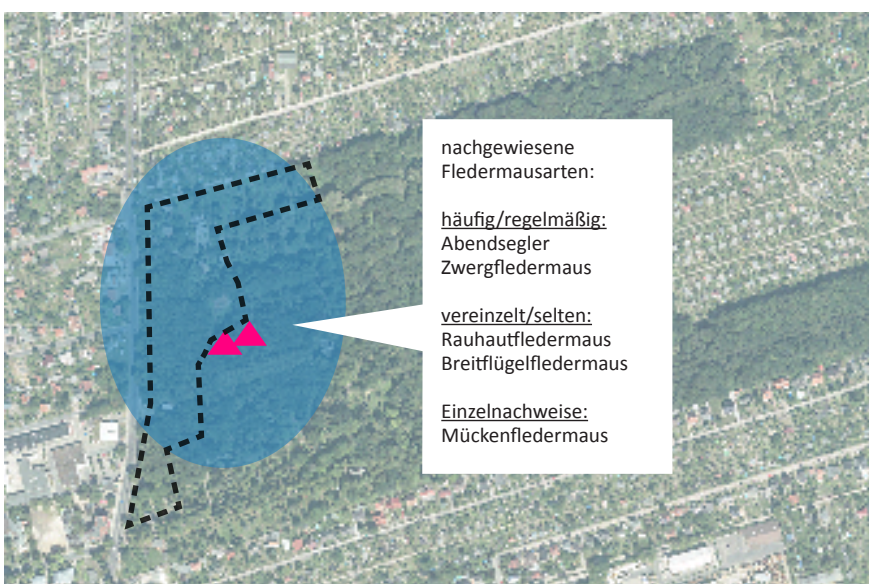 nachgewiesene
Fledermausarten:
häufig/regelmäßig:
Abendsegler
Zwergfledermaus
vereinzelt/selten:
Rauhautfledermaus
Breitflügelfledermaus
Einzelnachweise:
Mückenfledermaus